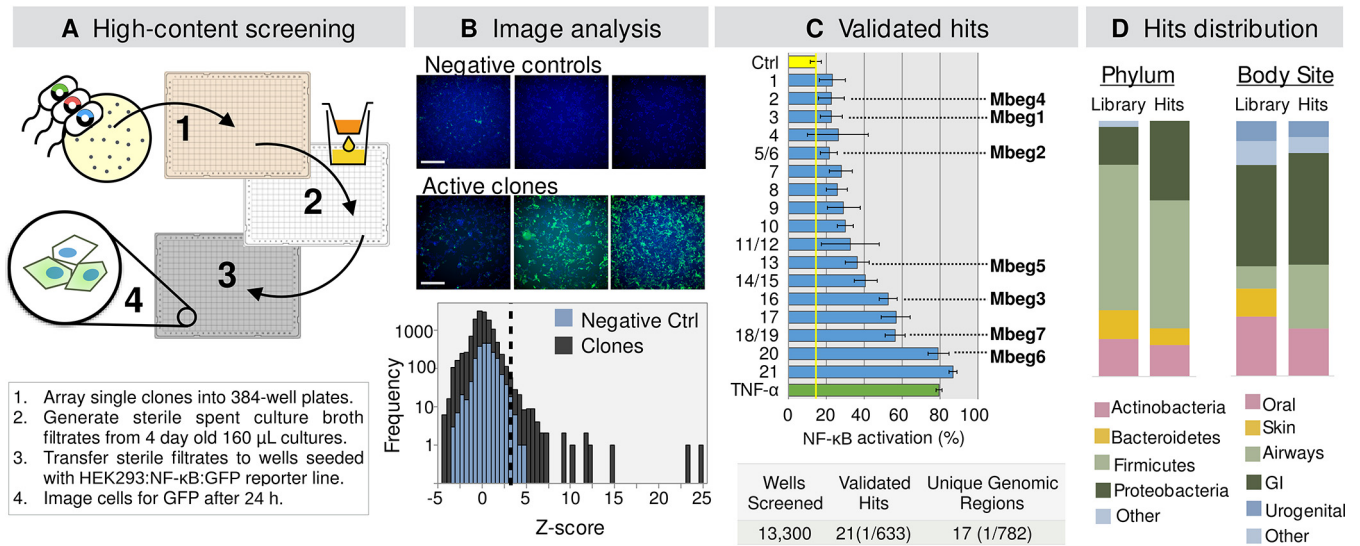 A High-content screening
1
2
3
4
1. Array single clones into 384-well plates.
2. Generate sterile spent culture broth
filtrates from 4 day old 160 µL cultures.
3. Transfer sterile filtrates to wells seeded
with HEK293:NF-κB:GFP reporter line.
4. Image cells for GFP after 24 h.
B Image analysis
Negative controls
Active clones
Negative Ctrl
Clones
Frequency
1000
100
10
1
-5 0 5 10 15 20 25
Z-score
C Validated hits
Ctrl
1
2 Mbeg4
3 Mbeg1
4
5/6 Mbeg2
7
8
9
10
11/12
13 Mbeg5
14/15
16 Mbeg3
17
18/19 Mbeg7
20 Mbeg6
21
TNF-α
0 20 40 60 80 100
NF-κB activation (%)
Wells Validated Unique Genomic
Screened Hits Regions
13,300 21(1/633) 17 (1/782)
D Hits distribution
Phylum
Library Hits
Actinobacteria
Bacteroidetes
Firmicutes
Proteobacteria
Other
Body Site
Library Hits
Oral
Skin
Airways
GI
Urogenital
Other